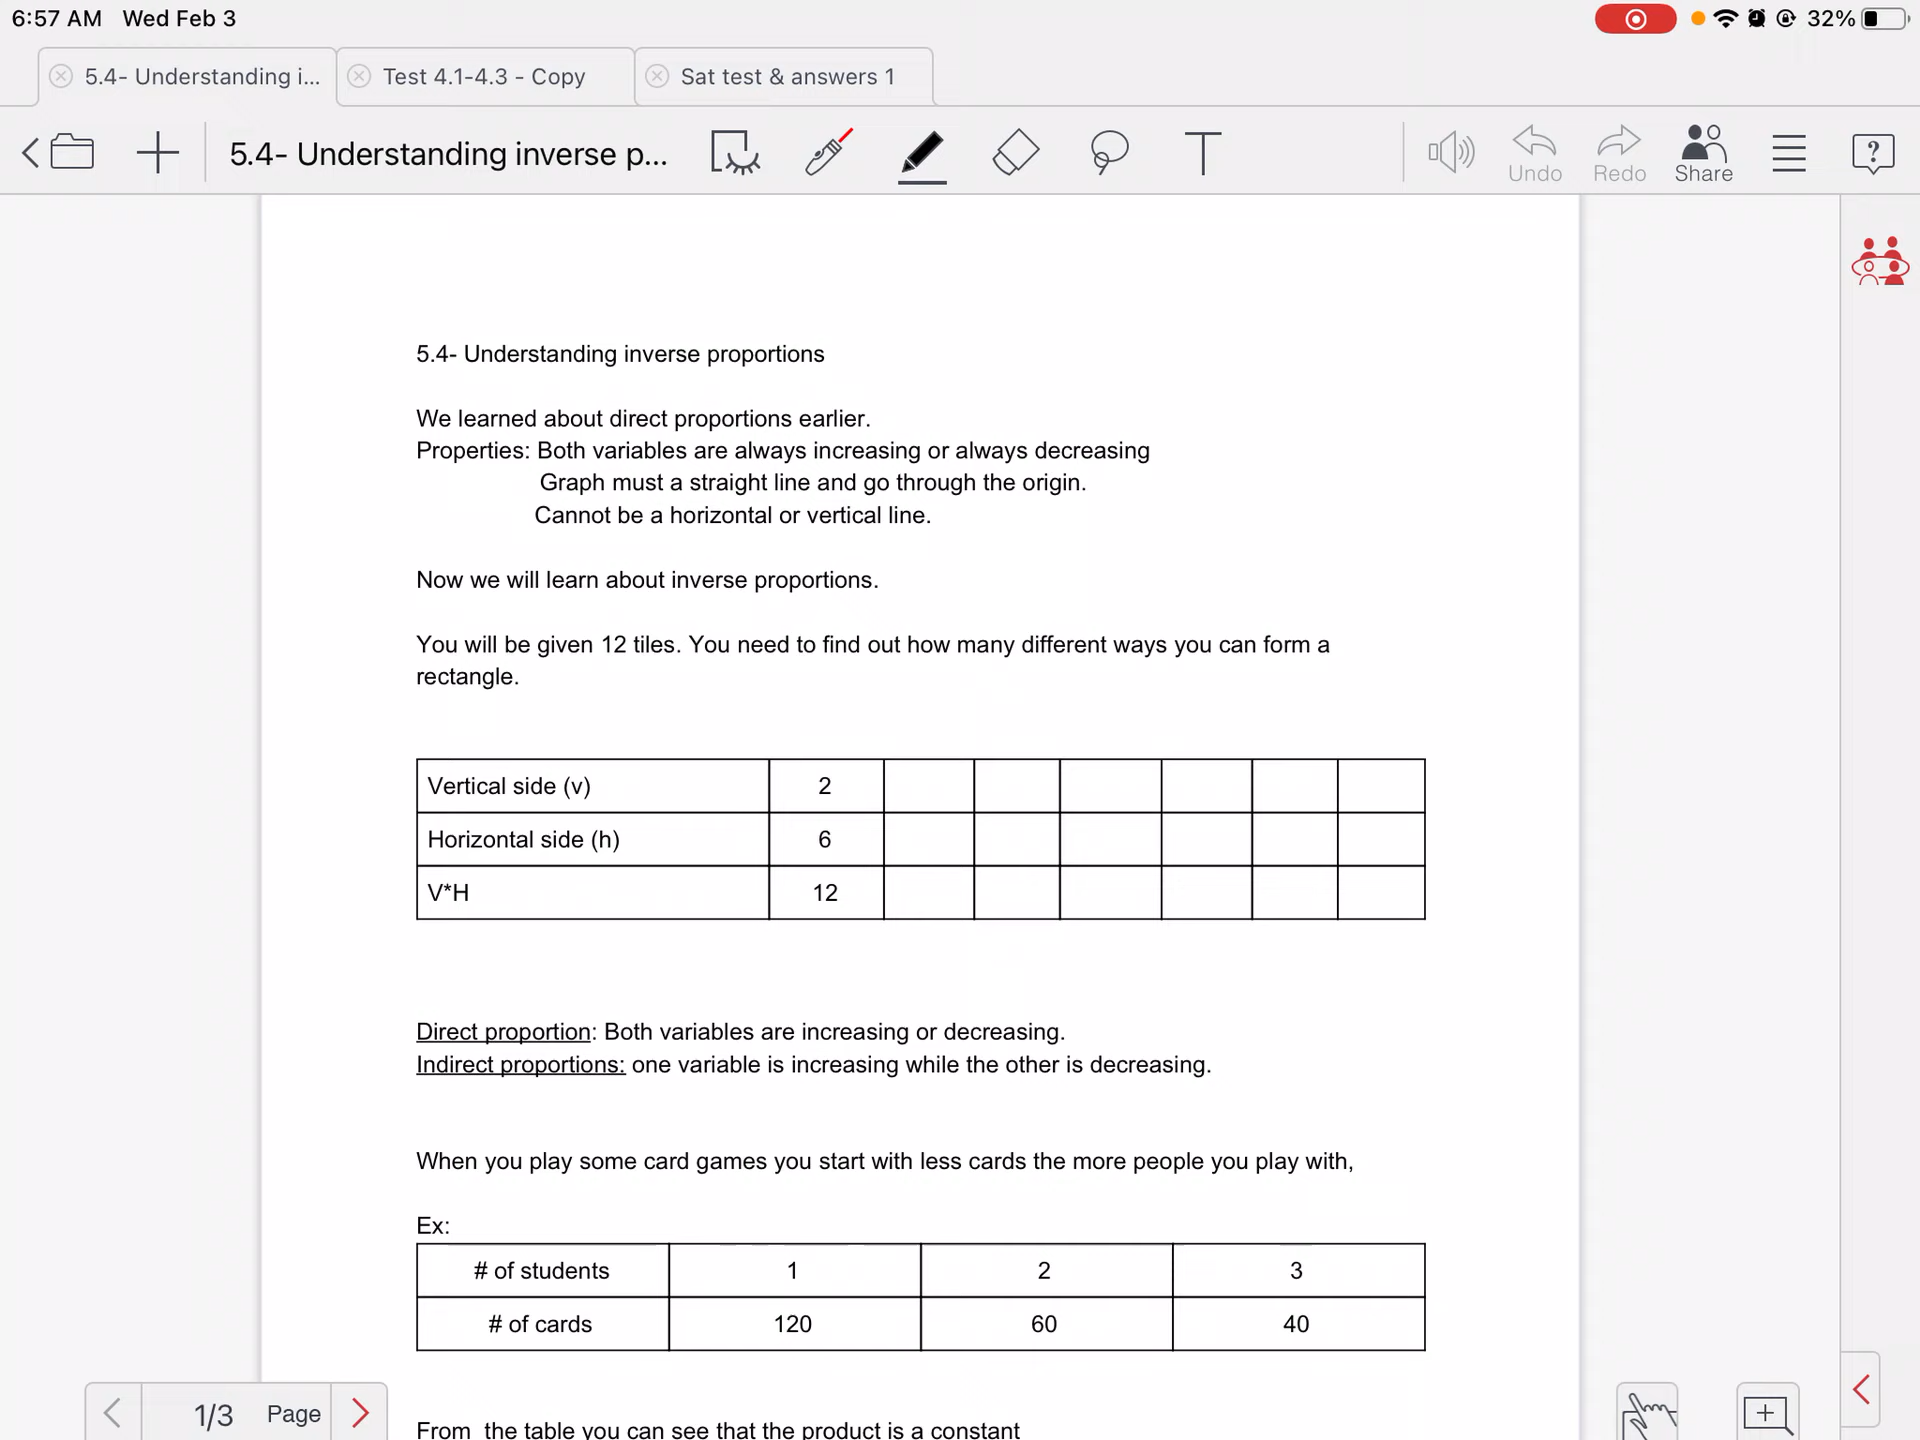 6:57 AM Wed Feb 3
32%
5.4- Understanding i...
Test 4.1-4.3 - Copy
Sat test & answers 1
5.4- Understanding inverse p...
T
Undo
Redo
Share
?
5.4- Understanding inverse proportions
We learned about direct proportions earlier.
Properties: Both variables are always increasing or always decreasing
Graph must a straight line and go through the origin.
Cannot be a horizontal or vertical line.
Now we will learn about inverse proportions.
You will be given 12 tiles. You need to find out how many different ways you can form a
rectangle.
Vertical side (v) 2
Horizontal side (h) 6
V*H 12
Direct proportion: Both variables are increasing or decreasing.
Indirect proportions: one variable is increasing while the other is decreasing.
When you play some card games you start with less cards the more people you play with,
Ex:
# of students 1 2 3
# of cards 120 60 40
From the table you can see that the product is a constant
1/3 Page